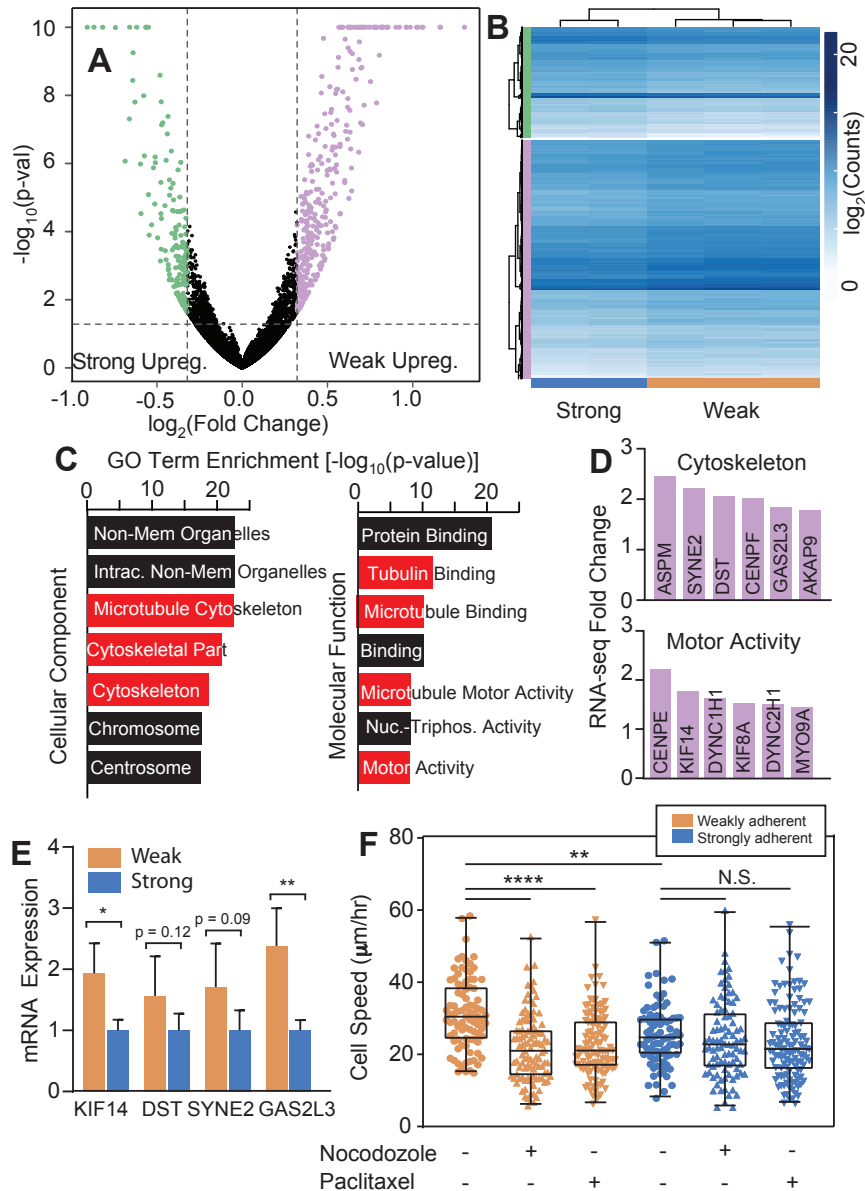 A
-log10(p-val)
10
8
6
4
2
0
Strong Upreg.
Weak Upreg.
-1.0 -0.5 0.0 0.5 1.0
log2(Fold Change)
B
20
0
log2(Counts)
Strong Weak
C
GO Term Enrichment [-log10(p-value)]
0 10 20
Cellular Component
Non-Mem Organelles
Intrac. Non-Mem Organelles
Microtubule Cytoskeleton
Cytoskeletal Part
Cytoskeleton
Chromosome
Centrosome
0 10 20
Molecular Function
Protein Binding
Tubulin Binding
Microtubule Binding
Binding
Microtubule Motor Activity
Nuc.-Triphos. Activity
Motor Activity
D
RNA-seq Fold Change
Cytoskeleton
3
2
1
0
ASPM
SYNE2
DST
CENPF
GAS2L3
AKAP9
Motor Activity
3
2
1
0
CENPE
KIF14
DYNC1H1
KIF8A
DYNC2H1
MYO9A
E
mRNA Expression
4
3
2
1
0
Weak
Strong
*
p = 0.12
p = 0.09
**
KIF14 DST SYNE2 GAS2L3
F
Weakly adherent
Strongly adherent
Cell Speed (μm/hr)
80
60
40
20
0
**
****
N.S.
Nocodozole - + - - + -
Paclitaxel - - + - - +